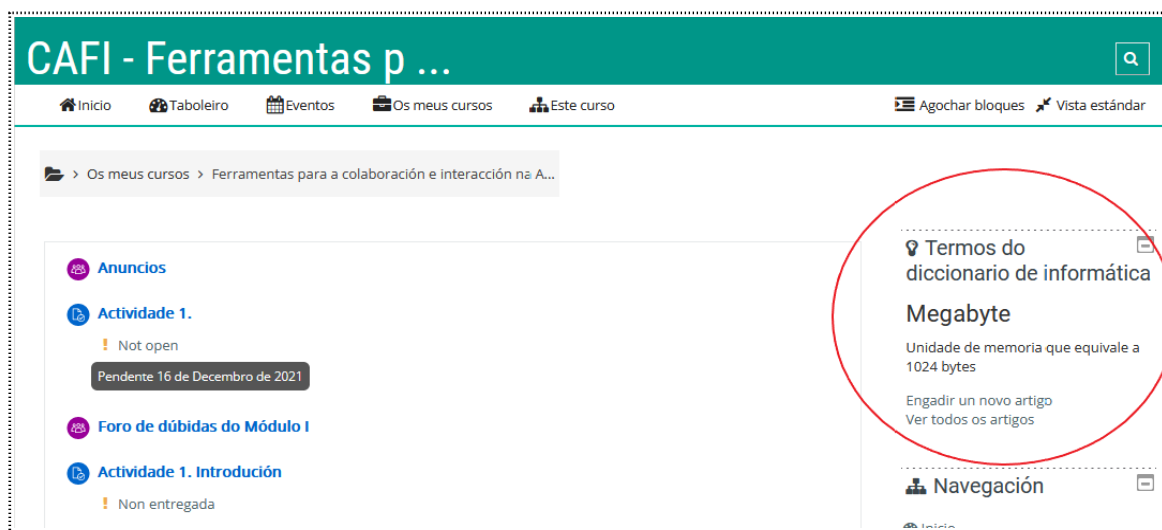 CAFI - Ferramentas p ...
Inicio Taboleiro Eventos Os meus cursos Este curso Agochar bloques Vista estándar
> Os meus cursos > Ferramentas para a colaboración e interacción na A...
Anuncios
Actividade 1.
! Not open
Pendente 16 de Decembro de 2021
Foro de dúbidas do Módulo I
Actividade 1. Introdución
! Non entregada
Termos do
diccionario de informática
Megabyte
Unidade de memoria que equivale a
1024 bytes
Engadir un novo artigo
Ver todos os artigos
Navegación
Inicio